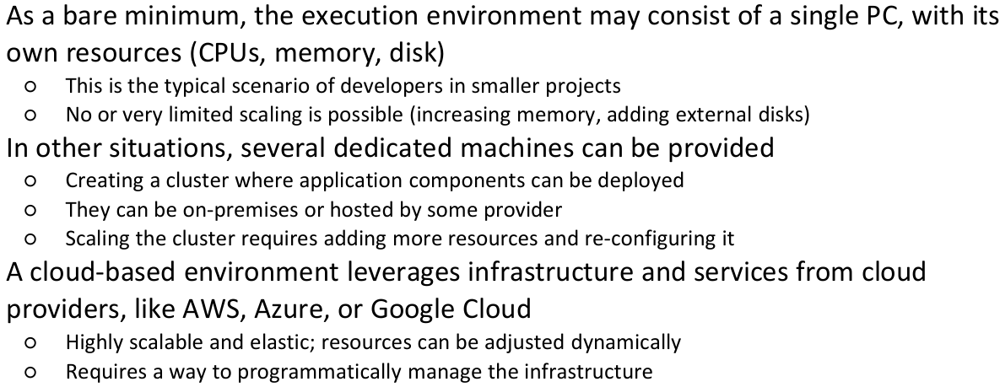 As a bare minimum, the execution environment may consist of a single PC, with its
own resources (CPUs, memory, disk)
○ This is the typical scenario of developers in smaller projects
○ No or very limited scaling is possible (increasing memory, adding external disks)
In other situations, several dedicated machines can be provided
○ Creating a cluster where application components can be deployed
○ They can be on-premises or hosted by some provider
○ Scaling the cluster requires adding more resources and re-configuring it
A cloud-based environment leverages infrastructure and services from cloud
providers, like AWS, Azure, or Google Cloud
○ Highly scalable and elastic; resources can be adjusted dynamically
○ Requires a way to programmatically manage the infrastructure